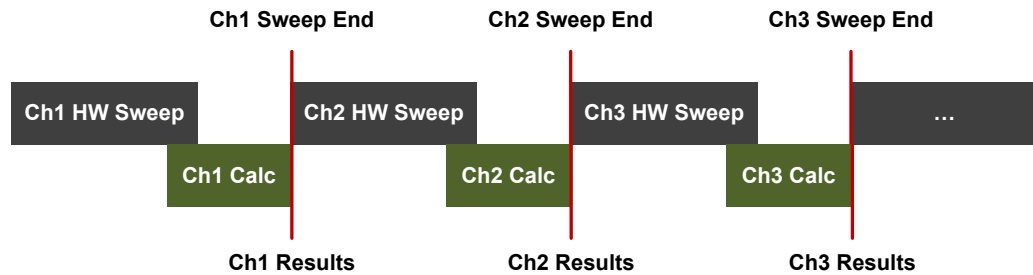 Ch1 Sweep End
Ch2 Sweep End
Ch3 Sweep End
Ch1 HW Sweep
Ch2 HW Sweep
Ch3 HW Sweep
...
Ch1 Calc
Ch2 Calc
Ch3 Calc
Ch1 Results
Ch2 Results
Ch3 Results